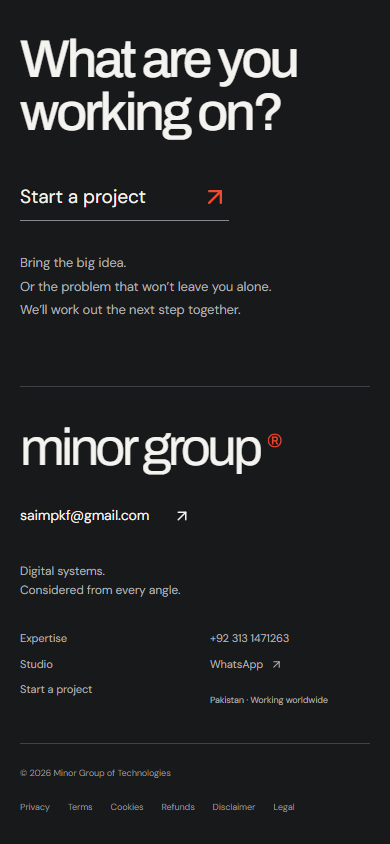 What are you
working on?
Start a project
Bring the big idea.
Or the problem that won’t leave you alone.
We’ll work out the next step together.
minor group ®
saimpkf@gmail.com
Digital systems.
Considered from every angle.
Expertise
+92 313 1471263
Studio
WhatsApp
Start a project
Pakistan · Working worldwide
© 2026 Minor Group of Technologies
Privacy Terms Cookies Refunds Disclaimer Legal